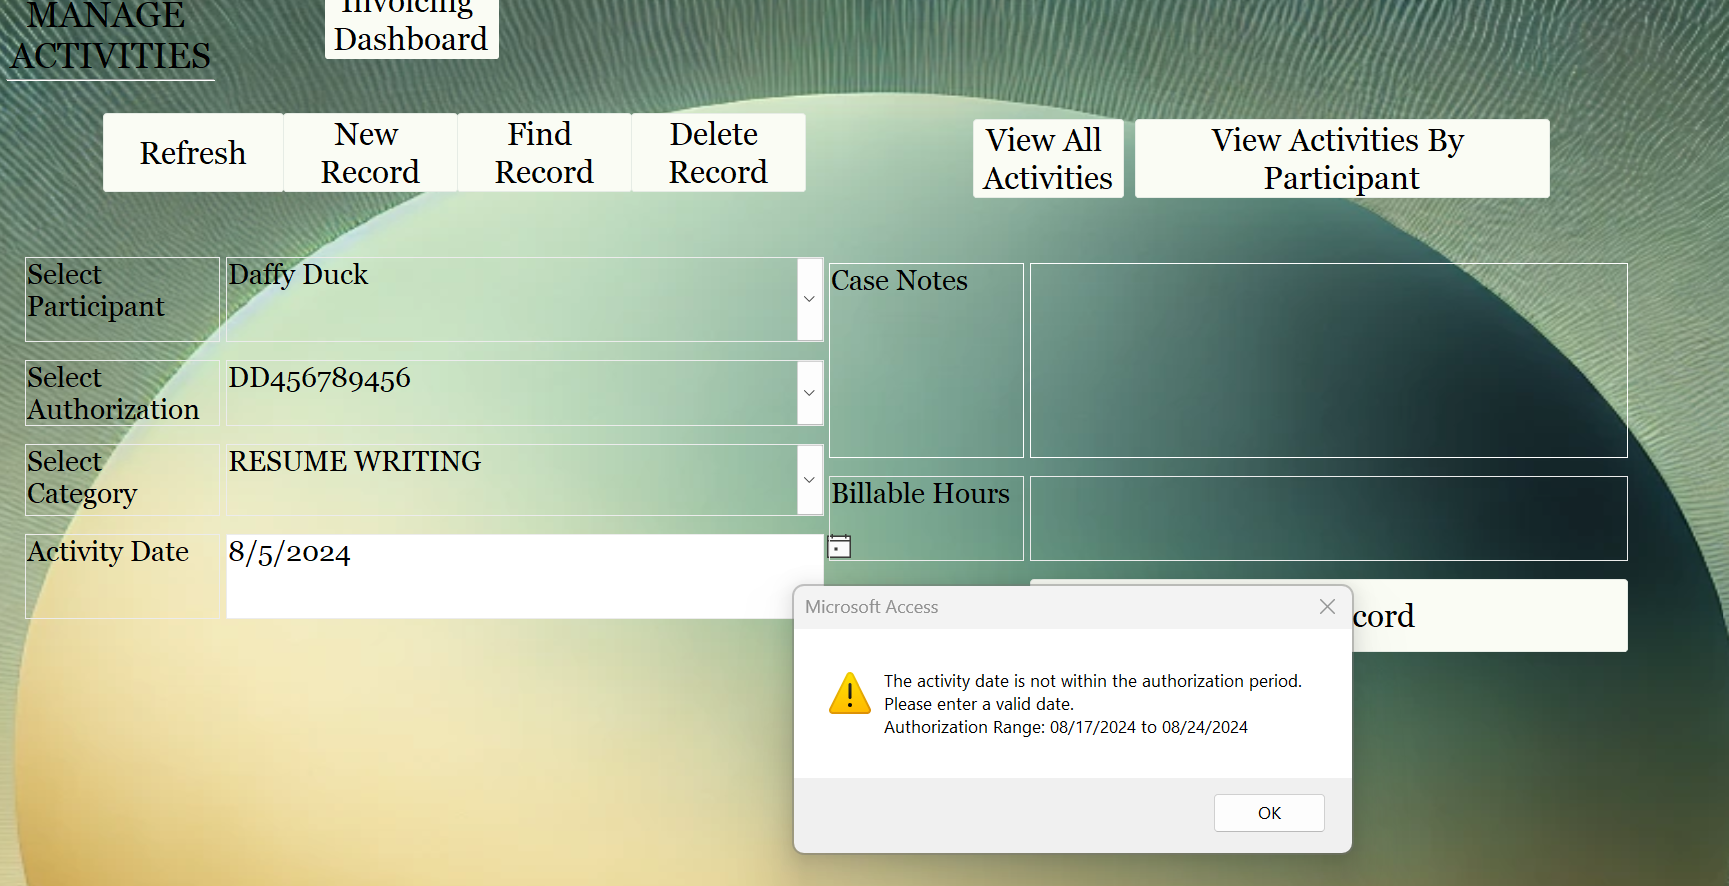 MANAGE
ACTIVITIES
Invoicing
Dashboard
Refresh
New
Record
Find
Record
Delete
Record
View All
Activities
View Activities By
Participant
Select
Participant
Daffy Duck
Select
Authorization
DD456789456
Select
Category
RESUME WRITING
Activity Date
8/5/2024
Case Notes
Billable Hours
cord
Microsoft Access
The activity date is not within the authorization period.
Please enter a valid date.
Authorization Range: 08/17/2024 to 08/24/2024
OK